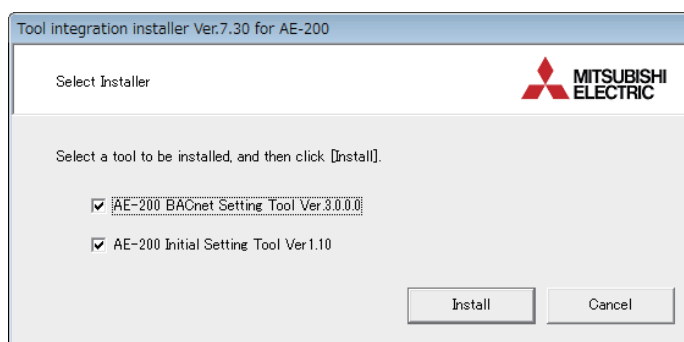 Tool integration installer Ver.7.30 for AE-200
Select Installer
MITSUBISHI
ELECTRIC
Select a tool to be installed, and then click [Install].
AE-200 BACnet Setting Tool Ver.3.0.0.0
AE-200 Initial Setting Tool Ver1.10
Install
Cancel